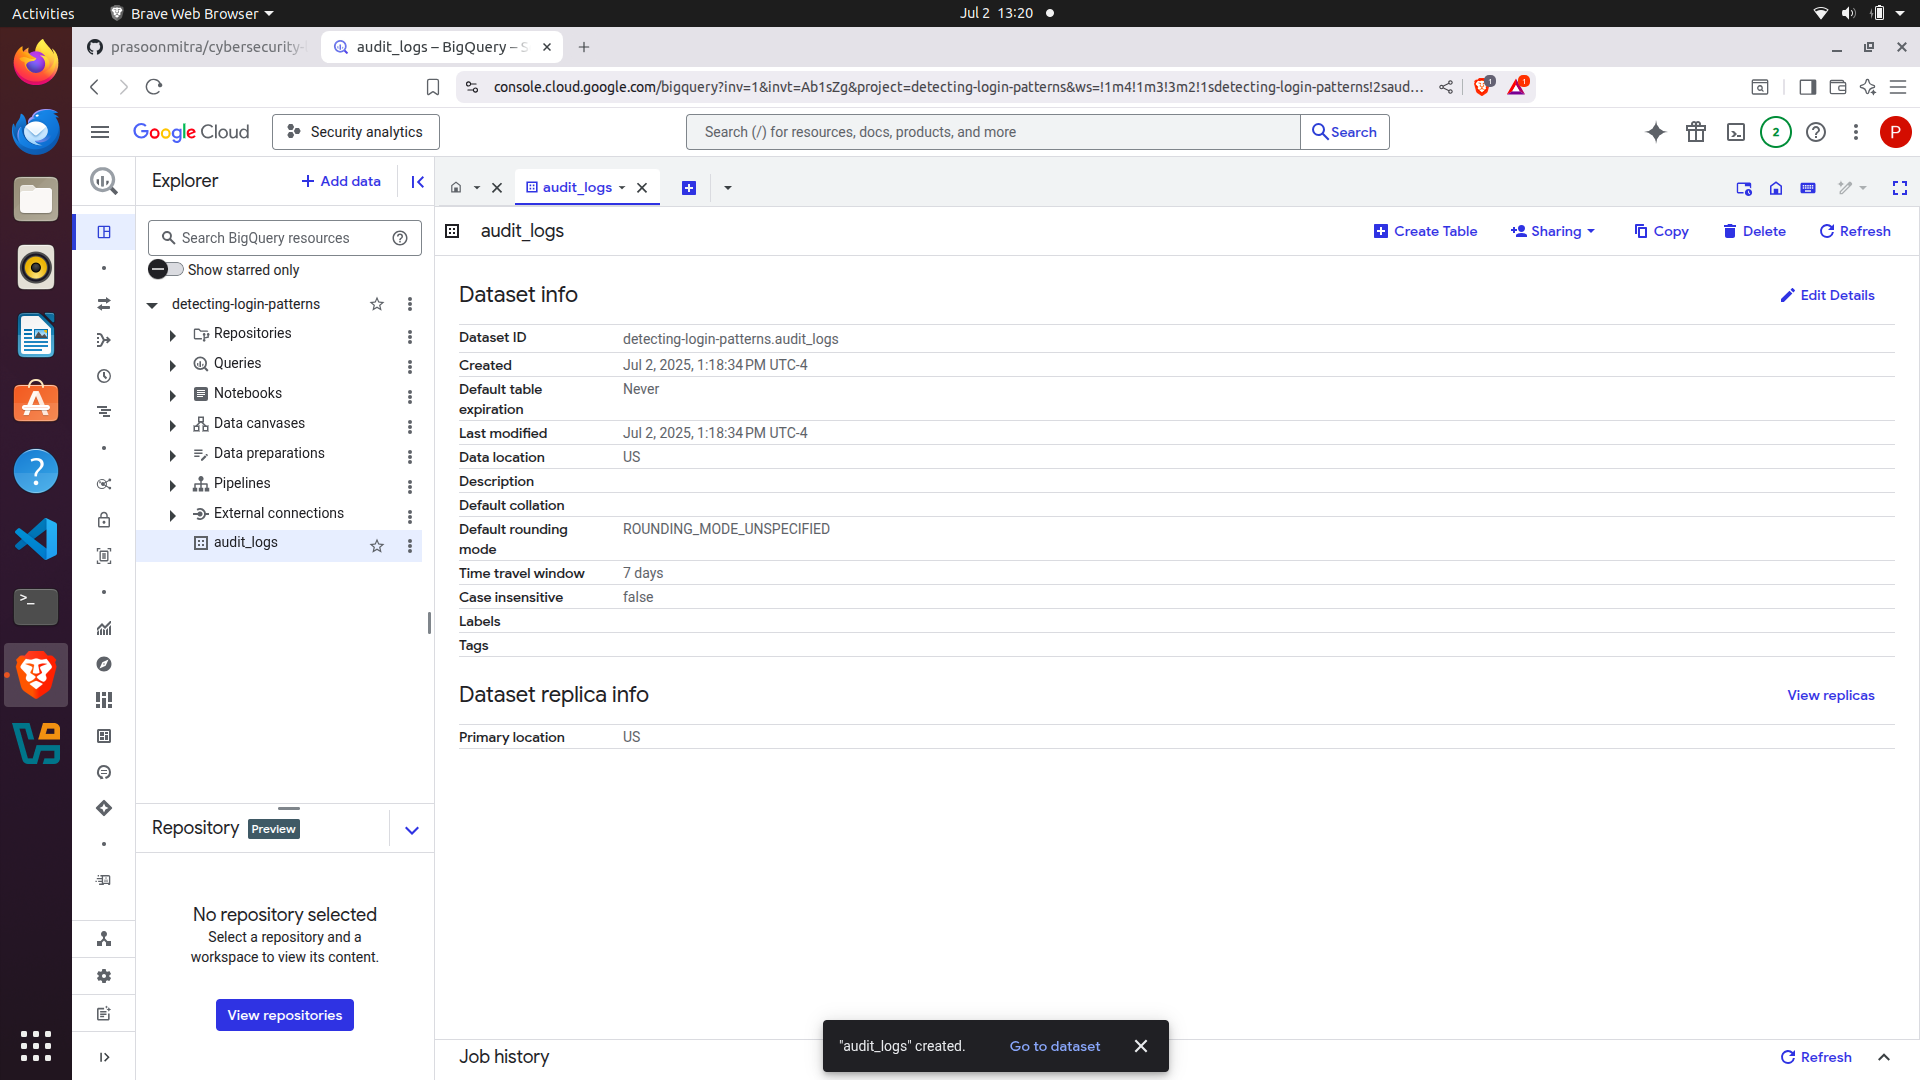 Activities
Brave Web Browser
Jul 2 13:20
prasoonmitra/cybersecurity-
audit_logs – BigQuery – S
console.cloud.google.com/bigquery?inv=1&invt=Ab1sZg&project=detecting-login-patterns&ws=!1m4!1m3!3m2!1sdetecting-login-patterns!2saud...
1
1
Google Cloud
Security analytics
Search (/) for resources, docs, products, and more
Search
2
P
Explorer
Add data
audit_logs
Search BigQuery resources
Show starred only
detecting-login-patterns
Repositories
Queries
Notebooks
Data canvases
Data preparations
Pipelines
External connections
audit_logs
Repository Preview
No repository selected
Select a repository and a
workspace to view its content.
View repositories
audit_logs
Create Table
Sharing
Copy
Delete
Refresh
Dataset info
Edit Details
Dataset ID detecting-login-patterns.audit_logs
Created Jul 2, 2025, 1:18:34 PM UTC-4
Default table expiration Never
Last modified Jul 2, 2025, 1:18:34 PM UTC-4
Data location US
Description
Default collation
Default rounding mode ROUNDING_MODE_UNSPECIFIED
Time travel window 7 days
Case insensitive false
Labels
Tags
Dataset replica info
View replicas
Primary location US
Job history
"audit_logs" created.
Go to dataset
Refresh